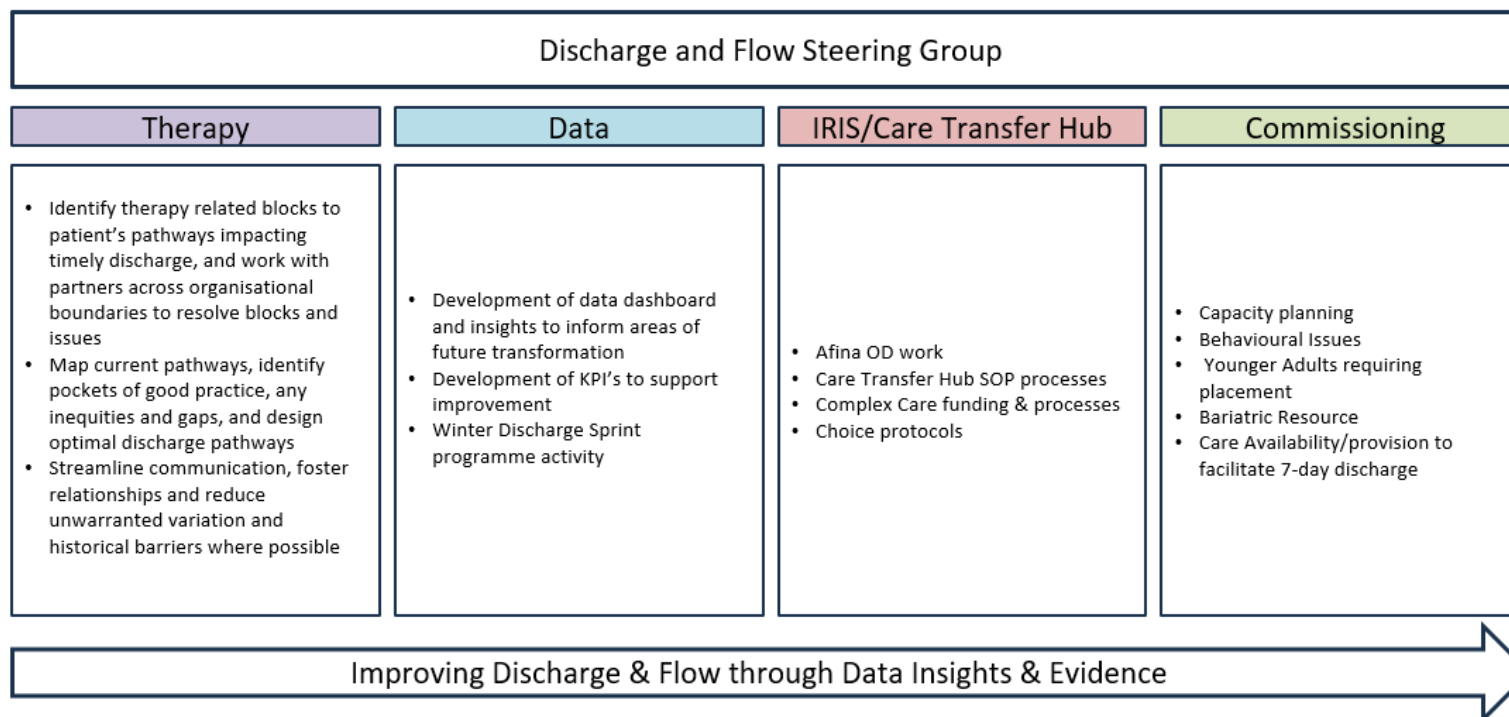 Discharge and Flow Steering Group
Therapy
• Identify therapy related blocks to
patient's pathways impacting
timely discharge, and work with
partners across organisational
boundaries to resolve blocks and
issues
• Map current pathways, identify
pockets of good practice, any
inequities and gaps, and design
optimal discharge pathways
• Streamline communication, foster
relationships and reduce
unwarranted variation and
historical barriers where possible
Data
• Development of data dashboard
and insights to inform areas of
future transformation
• Development of KPI's to support
improvement
• Winter Discharge Sprint
programme activity
IRIS/Care Transfer Hub
• Afina OD work
• Care Transfer Hub SOP processes
• Complex Care funding & processes
• Choice protocols
Commissioning
• Capacity planning
• Behavioural Issues
• Younger Adults requiring
placement
• Bariatric Resource
• Care Availability/provision to
facilitate 7-day discharge
Improving Discharge & Flow through Data Insights & Evidence